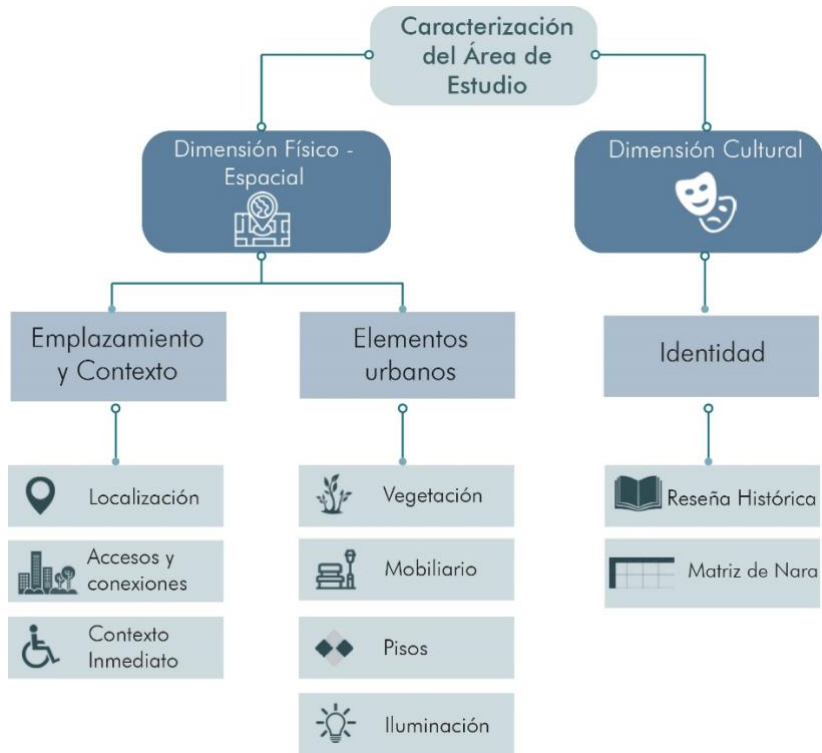 Caracterización
del Área de
Estudio
Dimensión Físico -
Espacial
Dimensión Cultural
Emplazamiento
y Contexto
Elementos
urbanos
Identidad
Localización
Accesos y
conexiones
Contexto
Inmediato
Vegetación
Mobiliario
Pisos
Iluminación
Reseña Histórica
Matriz de Nara